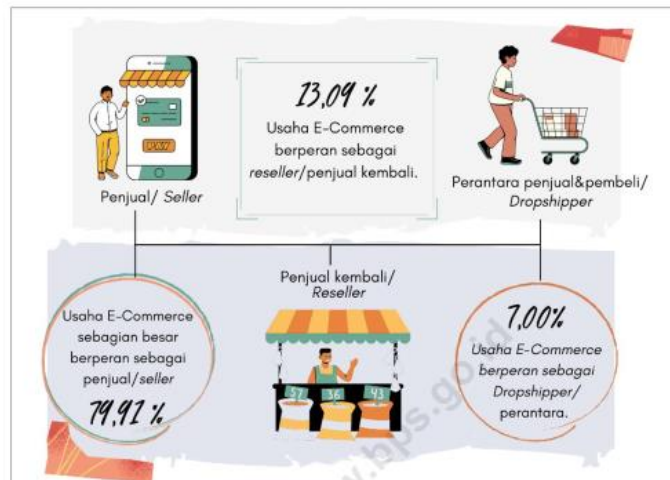 13,09 %
Usaha E-Commerce
berperan sebagai
reseller/penjual kembali.
PAY
Penjual/ Seller
Perantara penjual&pembeli/
Dropshipper
Penjual kembali/
Reseller
Usaha E-Commerce
sebagian besar
berperan sebagai
penjual/seller
79,91 %
57 36 43
7,00%
Usaha E-Commerce
berperan sebagai
Dropshipper/
perantara.
w.bps.go.id